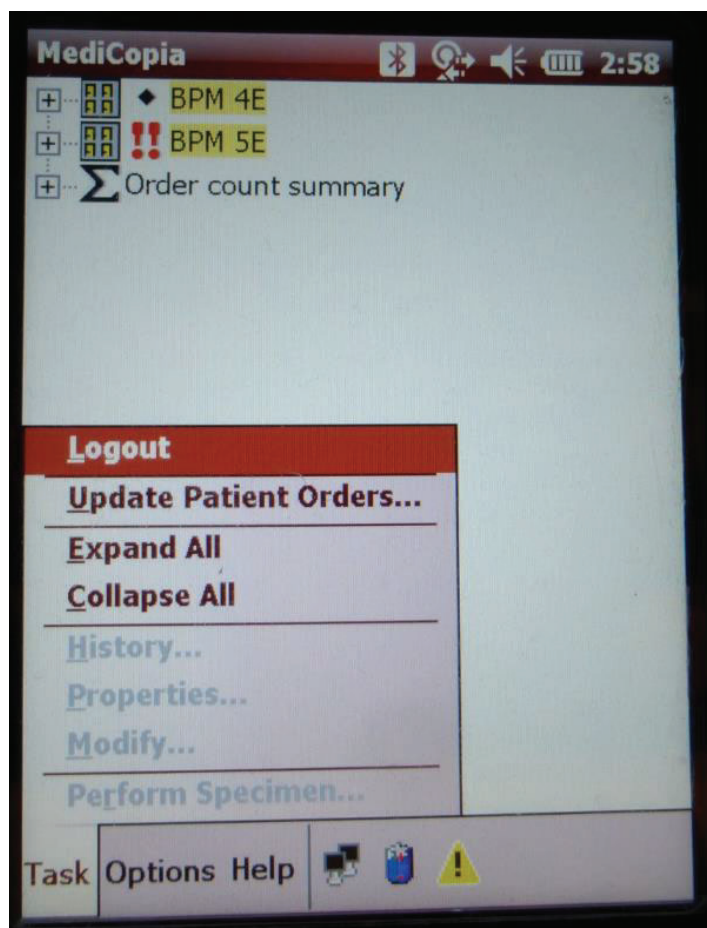 MediCopia 2:58
BPM 4E
BPM 5E
Order count summary
Logout
Update Patient Orders...
Expand All
Collapse All
History...
Properties...
Modify...
Perform Specimen...
Task Options Help